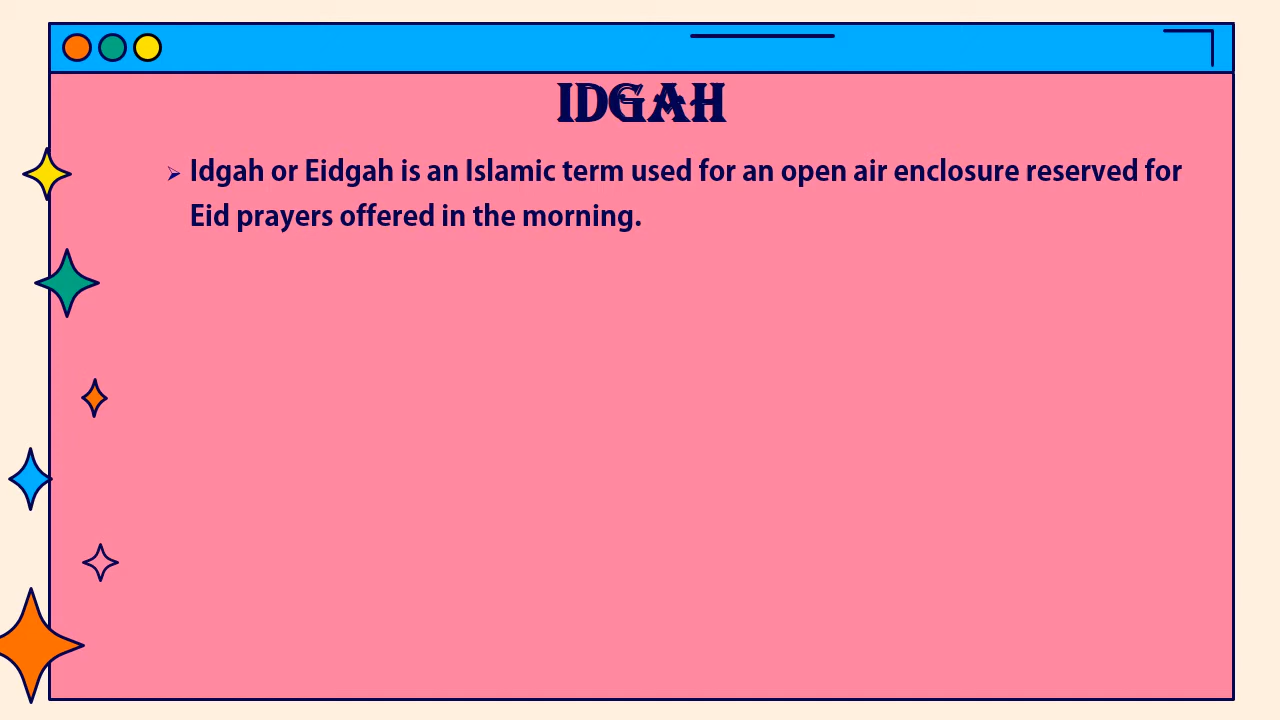 IDGAH
➢ Idgah or Eidgah is an Islamic term used for an open air enclosure reserved for
Eid prayers offered in the morning.